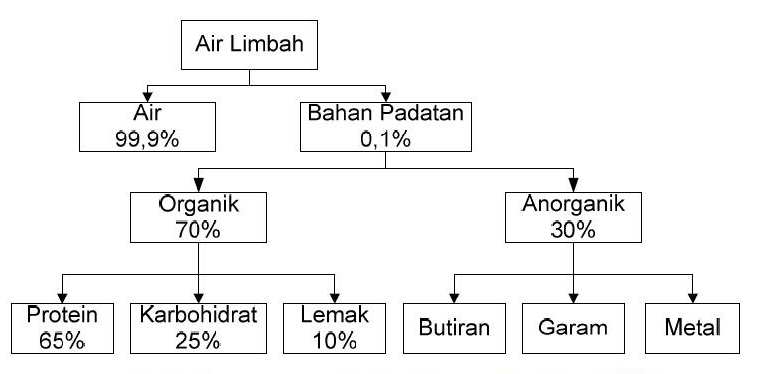 Air Limbah
Air
99,9%
Bahan Padatan
0,1%
Organik
70%
Anorganik
30%
Protein
65%
Karbohidrat
25%
Lemak
10%
Butiran
Garam
Metal